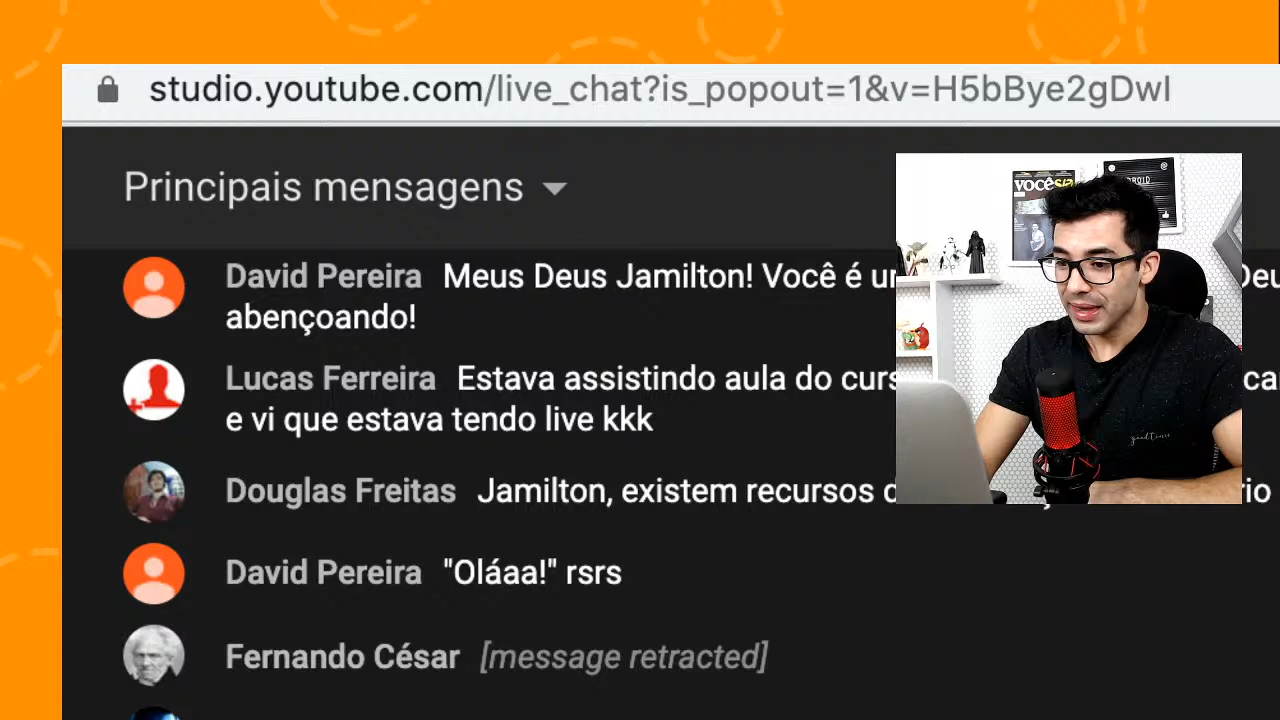 studio.youtube.com/live_chat?is_popout=1&v=H5bBye2gDwI
Principais mensagens
David Pereira Meus Deus Jamilton! Você é
abençoando!
Lucas Ferreira Estava assistindo aula do
e vi que estava tendo live kkk
Douglas Freitas Jamilton, existem recursos
David Pereira "Oláaa!" rsrs
Fernando César [message retracted]